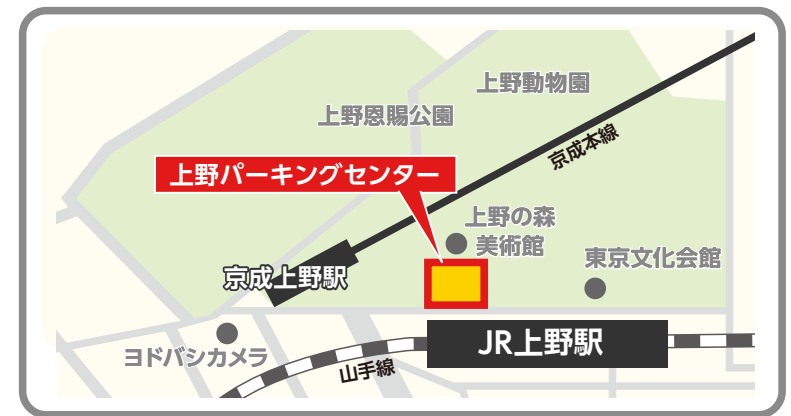 上野動物園
上野恩賜公園
京成本線
上野パーキングセンター
上野の森
美術館
東京文化会館
京成上野駅
JR上野駅
ヨドバシカメラ
山手線